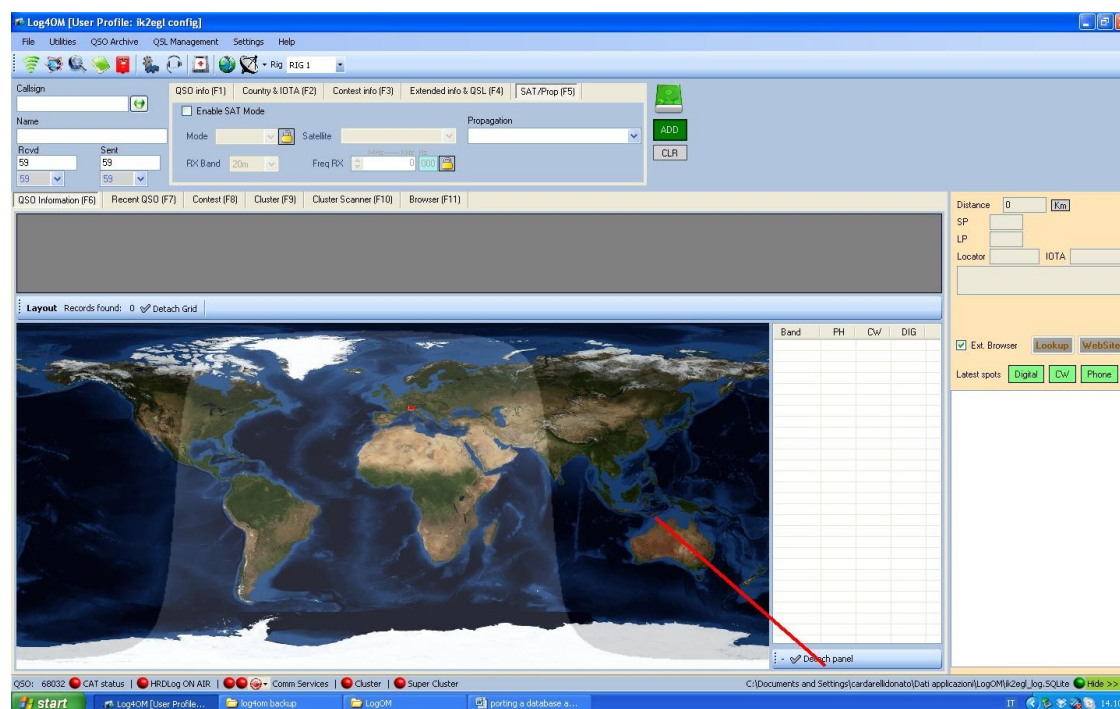 Log4OM [User Profile: ik2egl config]
File Utilities QSO Archive QSL Management Settings Help
Rig RIG 1
Callsign
Name
Rcvd Sent
59 59
59 59
QSO info (F1) Country & IOTA (F2) Contest info (F3) Extended info & QSL (F4) SAT/Prop (F5)
Enable SAT Mode
Propagation
Mode Satellite
RX Band 20m Freq RX 0 000
ADD
CLR
QSO Information (F6) Recent QSO (F7) Contest (F8) Cluster (F9) Cluster Scanner (F10) Browser (F11)
Distance 0 Km
SP
LP
Locator IOTA
Layout Records found: 0 Detach Grid
Band PH CW DIG
Ext. Browser Lookup WebSite
Latest spots Digital CW Phone
Detach panel
QSO: 68032 CAT status | HRDLog ON AIR | Comm Services | Cluster | Super Cluster
C:\Documents and Settings\cardarellidonato\Dati applicazioni\LogOM\ik2egl_log.SQLite Hide >>
start Log4OM [User Profile... log4om backup LogOM porting a database a... IT